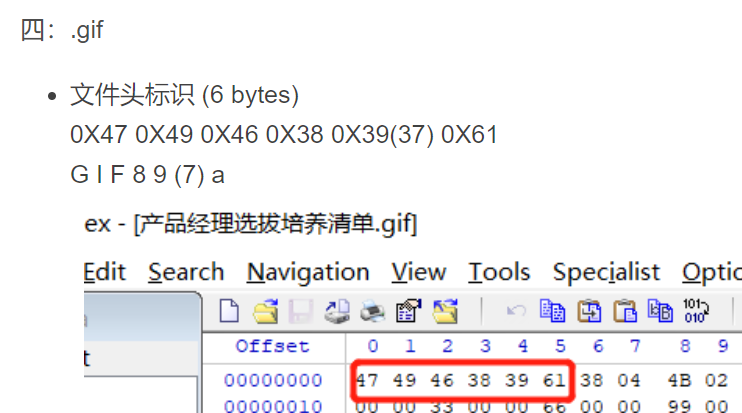 四：.gif
• 文件头标识 (6 bytes)
0X47 0X49 0X46 0X38 0X39(37) 0X61
G I F 8 9 (7) a
ex - [产品经理选拔培养清单.gif]
Edit Search Navigation View Tools Specialist Optio
t
Offset 0 1 2 3 4 5 6 7 8 9
00000000 47 49 46 38 39 61 38 04 4B 02
00000010 00 00 33 00 00 66 00 00 99 00